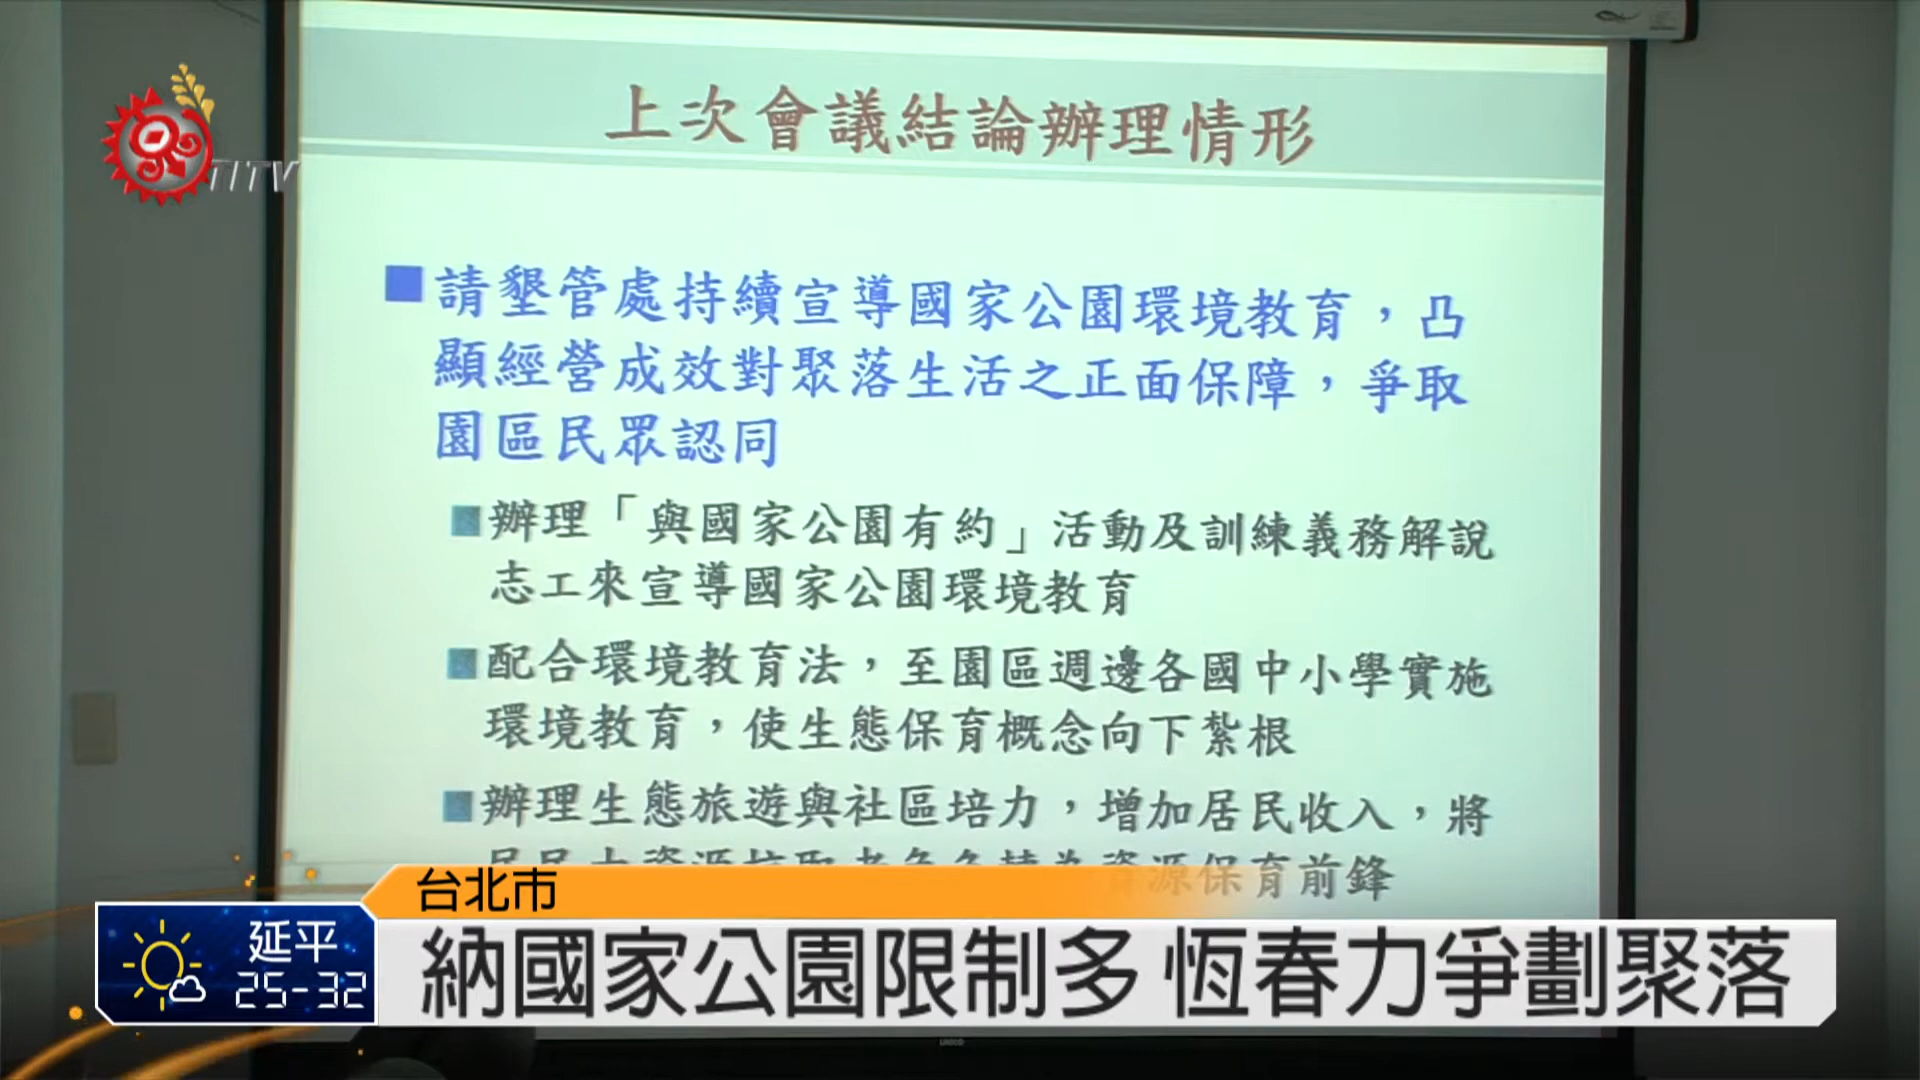 TITV
上次會議結論辦理情形
■請墾管處持續宣導國家公園環境教育，凸
顯經營成效對聚落生活之正面保障，爭取
園區民眾認同
■辦理「與國家公園有約」活動及訓練義務解說
志工來宣導國家公園環境教育
■配合環境教育法，至園區週邊各國中小學實施
環境教育，使生態保育概念向下紮根
■辦理生態旅遊與社區培力，增加居民收入，將
資源保育前鋒
台北市
延平
25-32
納國家公園限制多 恆春力爭劃聚落